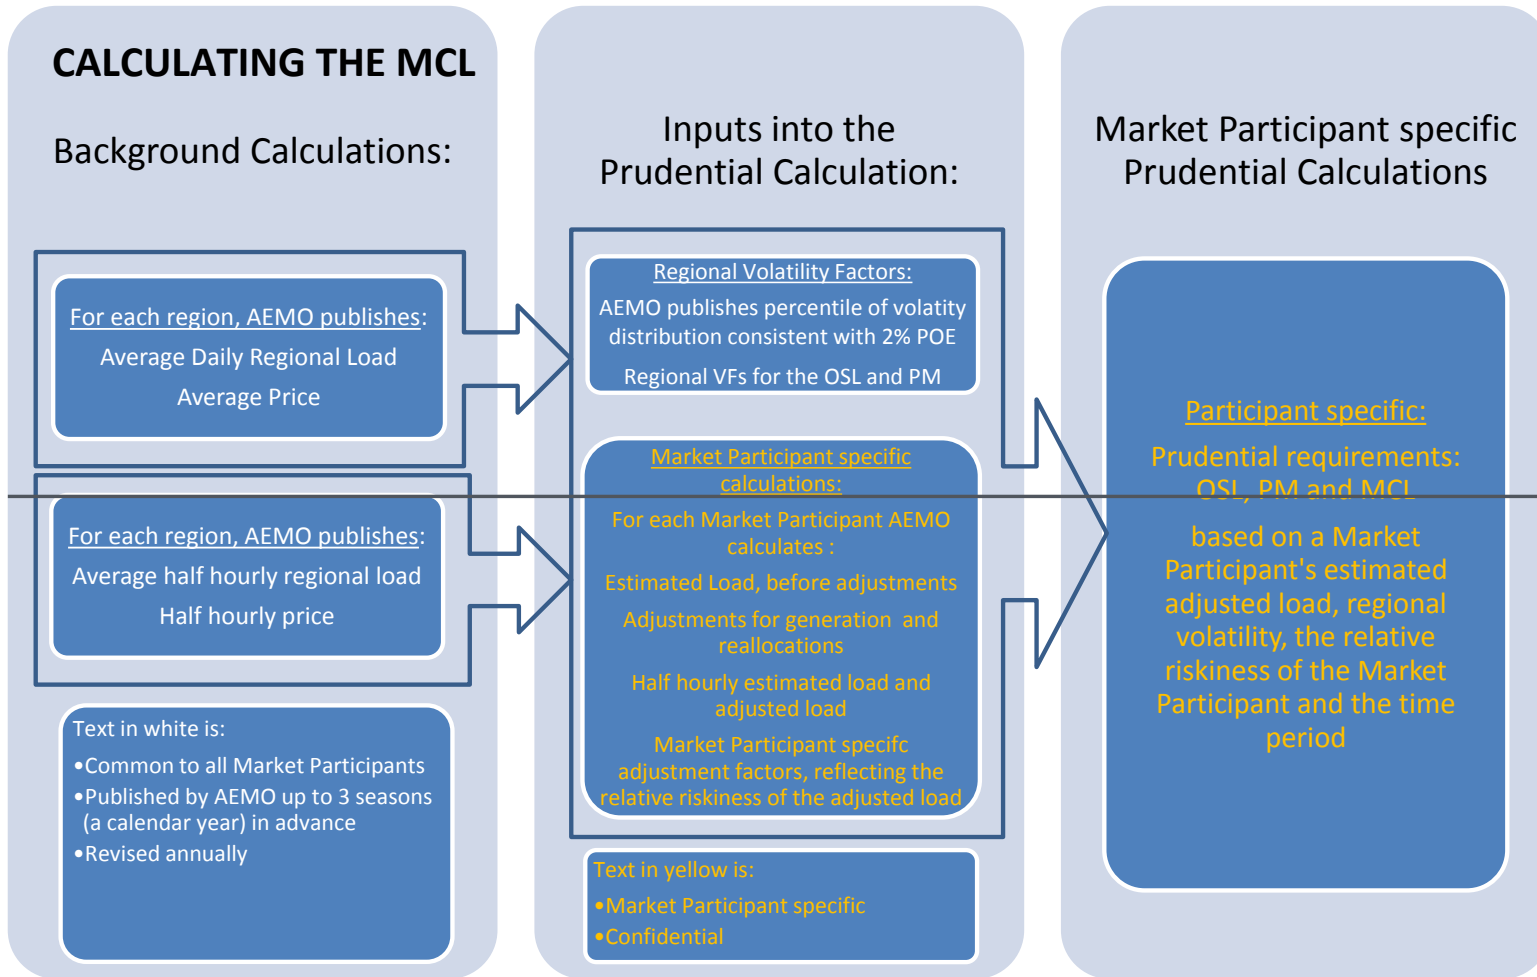 CALCULATING THE MCL
Background Calculations:
For each region, AEMO publishes:
Average Daily Regional Load
Average Price
For each region, AEMO publishes:
Average half hourly regional load
Half hourly price
Text in white is:
•Common to all Market Participants
•Published by AEMO up to 3 seasons
(a calendar year) in advance
•Revised annually
Inputs into the
Prudential Calculation:
Regional Volatility Factors:
AEMO publishes percentile of volatity
distribution consistent with 2% POE
Regional VFs for the OSL and PM
Market Participant specific
calculations:
For each Market Participant AEMO
calculates :
Estimated Load, before adjustments
Adjustments for generation and
reallocations
Half hourly estimated load and
adjusted load
Market Participant specifc
adjustment factors, reflecting the
relative riskiness of the adjusted load
Text in yellow is:
•Market Participant specific
•Confidential
Market Participant specific
Prudential Calculations
Participant specific:
Prudential requirements:
OSL, PM and MCL
based on a Market
Participant's estimated
adjusted load, regional
volatility, the relative
riskiness of the Market
Participant and the time
period